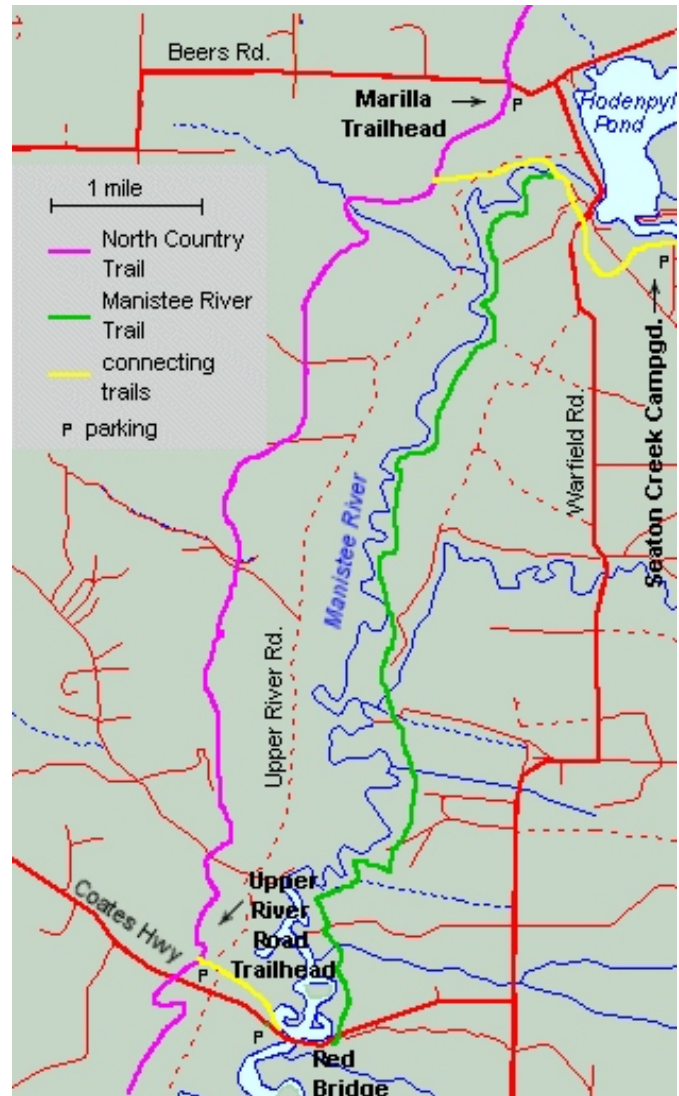 Beers Rd.
Marilla
Trailhead
P
Hodenpyl
Pond
1 mile
North Country
Trail
Manistee River
Trail
connecting
trails
P parking
P
Seaton Creek Campgd.
Warfield Rd.
Manistee River
Upper River Rd.
Upper
River
Road
Trailhead
Coates Hwy
P
P
Red
Bridge